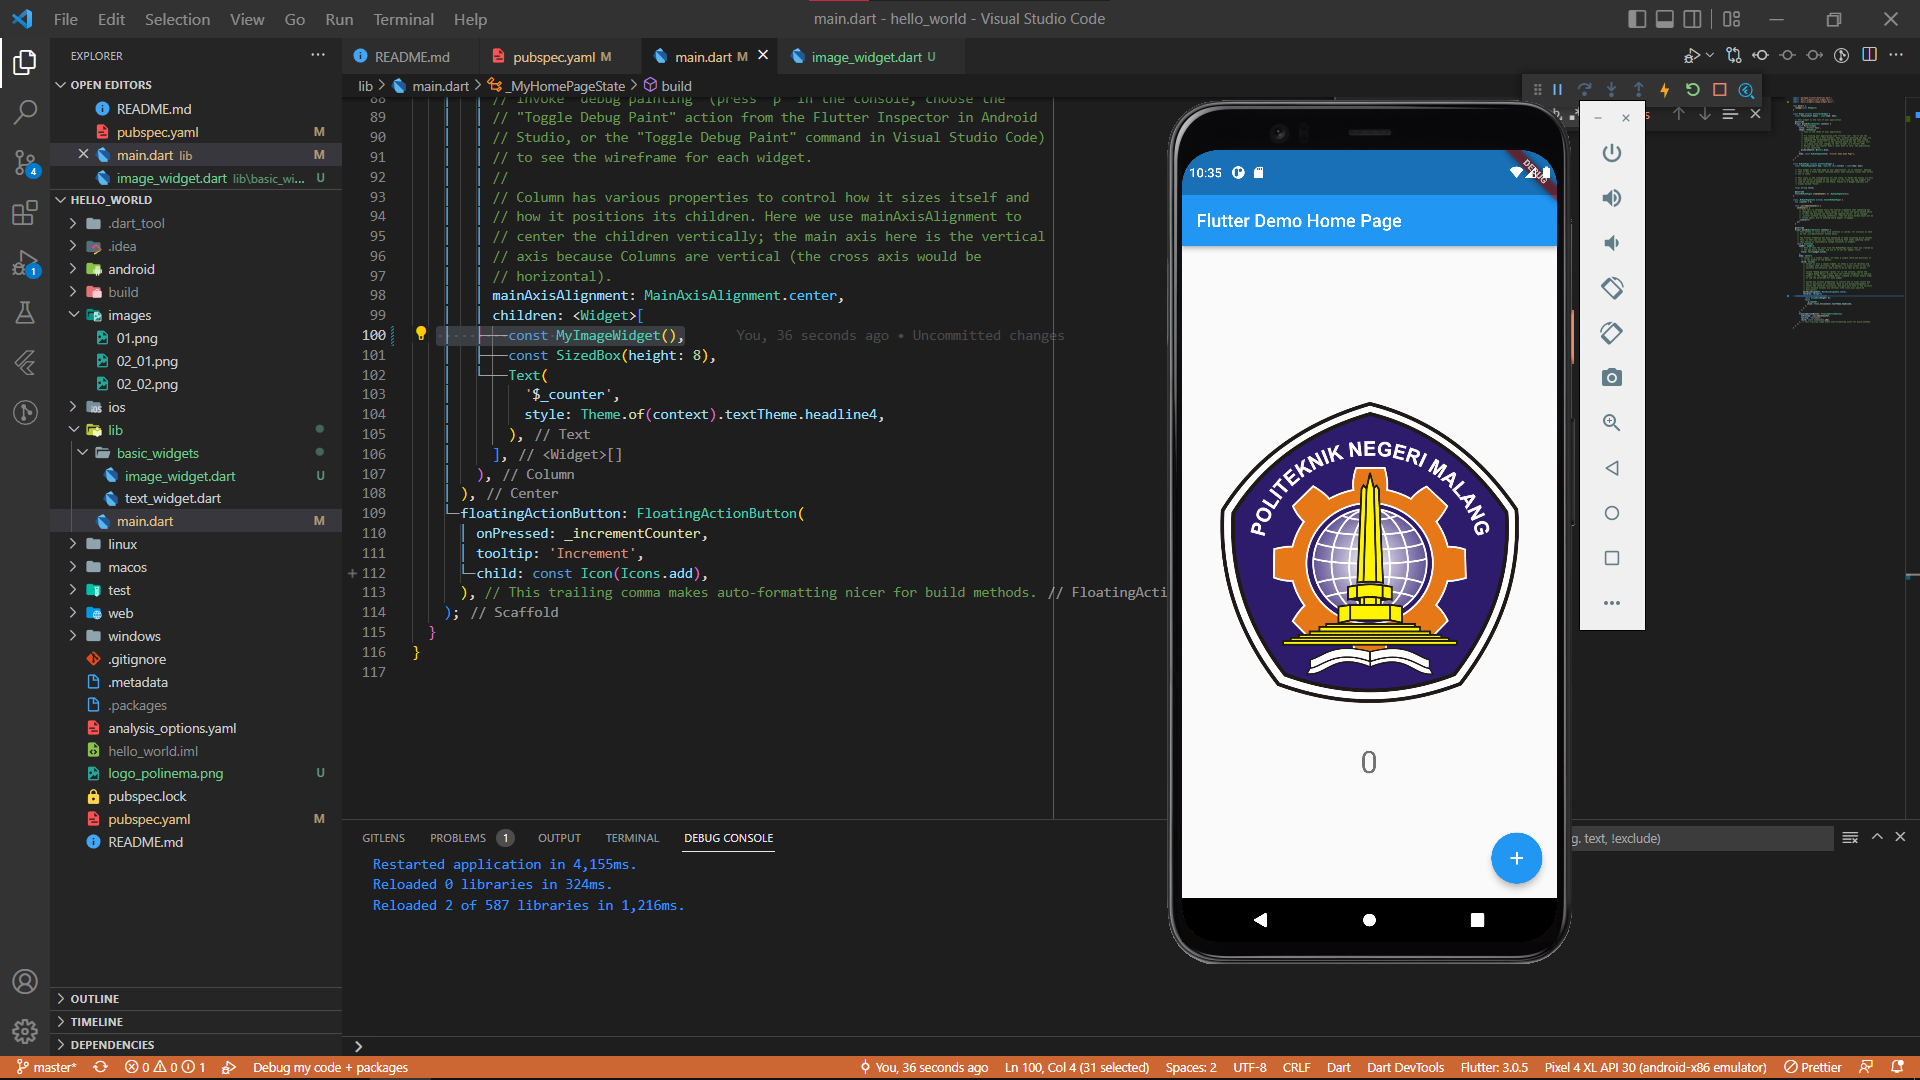 File Edit Selection View Go Run Terminal Help
main.dart - hello_world - Visual Studio Code
EXPLORER
OPEN EDITORS
README.md
pubspec.yaml M
main.dart lib M
image_widget.dart lib\basic_wi... U
HELLO_WORLD
.dart_tool
.idea
android
build
images
01.png
02_01.png
02_02.png
ios
lib
basic_widgets
image_widget.dart U
text_widget.dart
main.dart M
linux
macos
test
web
windows
.gitignore
.metadata
.packages
analysis_options.yaml
hello_world.iml
logo_polinema.png U
pubspec.lock
pubspec.yaml M
README.md
OUTLINE
TIMELINE
DEPENDENCIES
4
1
README.md
pubspec.yaml M
main.dart M
image_widget.dart U
lib > main.dart > _MyHomePageState > build
88 // Invoke "debug painting" (press "p" in the console, choose the
89 // "Toggle Debug Paint" action from the Flutter Inspector in Android
90 // Studio, or the "Toggle Debug Paint" command in Visual Studio Code)
91 // to see the wireframe for each widget.
92 //
93 // Column has various properties to control how it sizes itself and
94 // how it positions its children. Here we use mainAxisAlignment to
95 // center the children vertically; the main axis here is the vertical
96 // axis because Columns are vertical (the cross axis would be
97 // horizontal).
98 mainAxisAlignment: MainAxisAlignment.center,
99 children: <Widget>[
100 const MyImageWidget(), You, 36 seconds ago • Uncommitted changes
101 const SizedBox(height: 8),
102 Text(
103 '$_counter',
104 style: Theme.of(context).textTheme.headline4,
105 ), // Text
106 ], // <Widget>[]
107 ), // Column
108 ), // Center
109 floatingActionButton: FloatingActionButton(
110 onPressed: _incrementCounter,
111 tooltip: 'Increment',
112 child: const Icon(Icons.add),
113 ), // This trailing comma makes auto-formatting nicer for build methods. // FloatingActi
114 ); // Scaffold
115 }
116 }
117
10:35
DEBUG
Flutter Demo Home Page
POLITEKNIK NEGERI MALANG
0
GITLENS PROBLEMS 1 OUTPUT TERMINAL DEBUG CONSOLE
g. text, !exclude)
Restarted application in 4,155ms.
Reloaded 0 libraries in 324ms.
Reloaded 2 of 587 libraries in 1,216ms.
master* 0 0 1 Debug my code + packages
You, 36 seconds ago Ln 100, Col 4 (31 selected) Spaces: 2 UTF-8 CRLF Dart Dart DevTools Flutter: 3.0.5 Pixel 4 XL API 30 (android-x86 emulator) Prettier